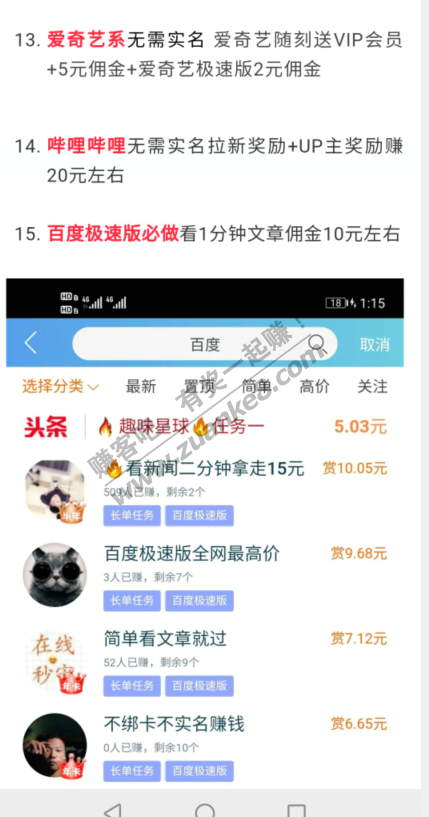 13. 爱奇艺系无需实名 爱奇艺随刻送VIP会员
+5元佣金+爱奇艺极速版2元佣金
14. 哔哩哔哩无需实名拉新奖励+UP主奖励赚
20元左右
15. 百度极速版必做看1分钟文章佣金10元左右
HD 4G 4G
HD 18 1:15
百度 取消
选择分类 最新 置顶 简单 高价 关注
头条 🔥趣味星球🔥任务一 5.03元
🔥看新闻二分钟拿走15元 赏10.05元
509人已赚，剩余2个
长单任务 百度极速版
半年
百度极速版全网最高价 赏9.68元
3人已赚，剩余7个
长单任务 百度极速版
简单看文章就过 赏7.12元
52人已赚，剩余9个
在线
秒审
年卡
长单任务 百度极速版
不绑卡不实名赚钱 赏6.65元
0人已赚，剩余10个
年卡
长单任务 百度极速版
赚客吧，有奖一起赚！
www.zuanke8.com